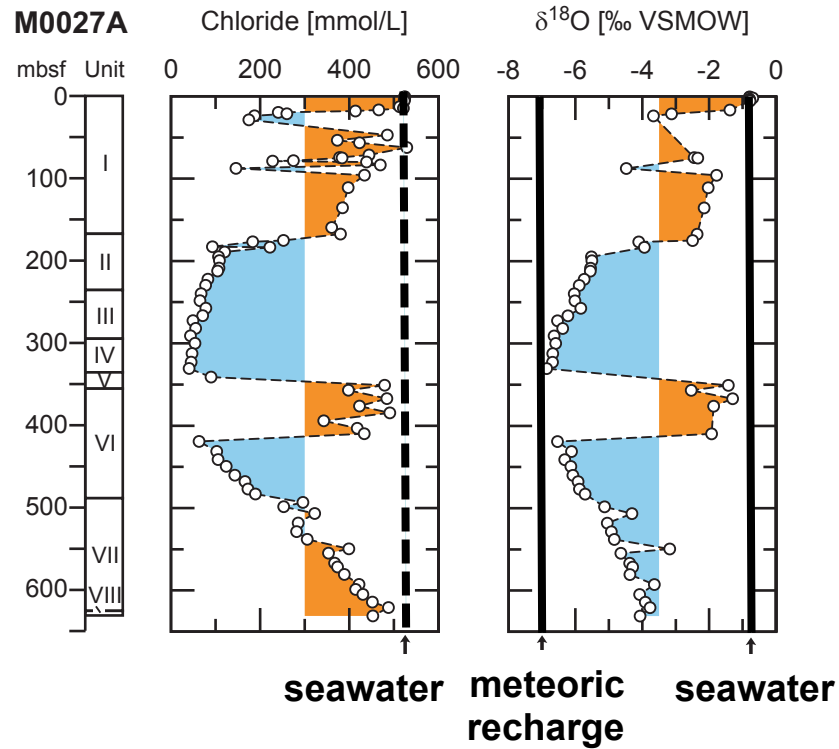 M0027A Chloride [mmol/L] δ18O [‰ VSMOW]
mbsf Unit 0 200 400 600 -8 -6 -4 -2 0
0
I
100
II
200
III
300
IV
V
400
VI
500
VII
600
VIII
seawater meteoric recharge seawater